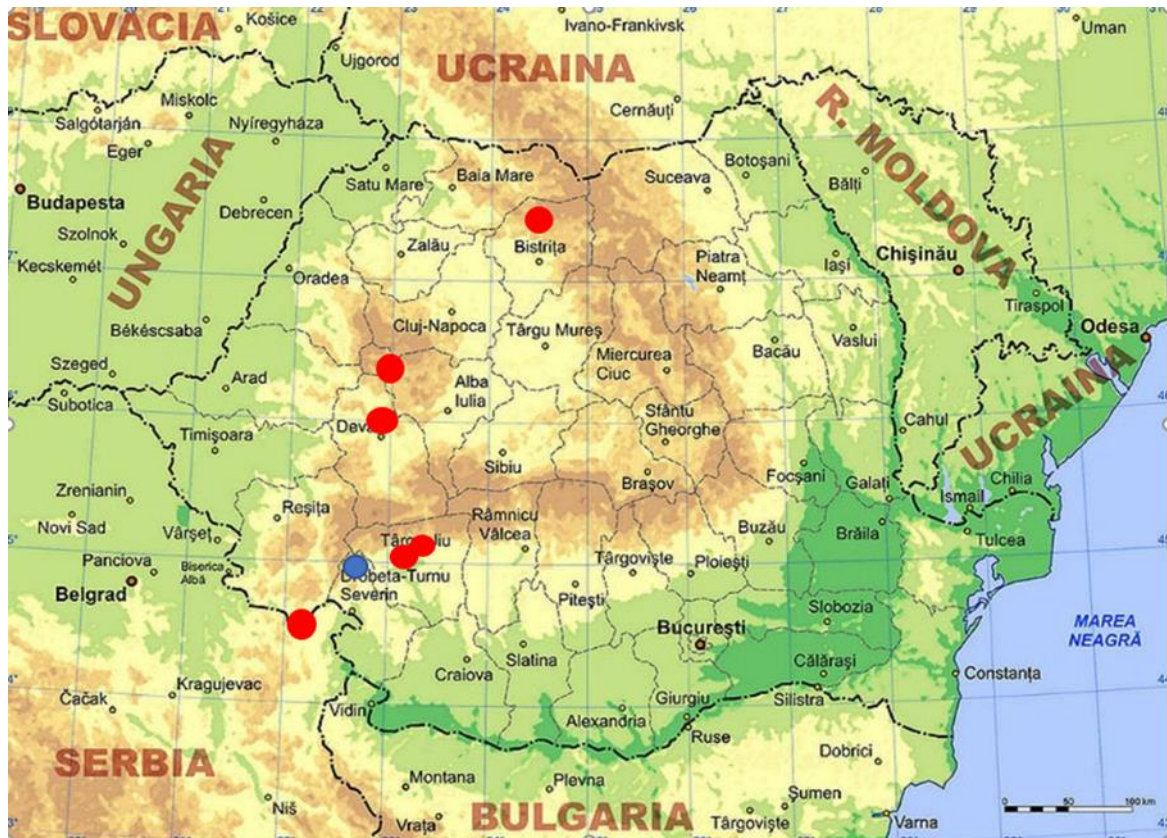 SLOVACIA
Košice
Ivano-Frankivsk
Uman
Ujgorod
UCRAINA
Miskolc
Cernăuți
R. MOLDOVA
Salgótarján
Nyíregyháza
Eger
Botoșani
Satu Mare
Baia Mare
Suceava
Bălți
Budapesta
UNGARIA
Debrecen
Szolnok
Zalău
Bistrița
Piatra
Neamț
Iași
Chișinău
Kecskemét
Oradea
Tiraspol
Békéscsaba
Cluj-Napoca
Târgu Mureș
Vaslui
Odesa
Miercurea
Ciuc
Bacău
Szeged
Arad
Alba
Iulia
UCRAINA
Subotica
Sfântu
Gheorghe
Cahul
Timișoara
Deva
Sibiu
Focșani
Galați
Zrenianin
Brașov
Ismail
Chilia
Reșița
Novi Sad
Vârșeț
Râmnicu
Vâlcea
Buzău
Brăila
Tulcea
Panciova
Biserica
Albă
Târgoviște
Ploiești
Belgrad
Drobeta-Turnu
Severin
Pitești
Slobozia
București
MAREA
NEAGRĂ
Craiova
Slatina
Călărași
Constanța
Čačak
Kragujevac
Giurgiu
Silistra
Vidin
Alexandria
Ruse
SERBIA
Dobrici
Montana
Plevna
Șumen
0 50 100 km
Niš
BULGARIA
Vrața
Târgoviște
Varna